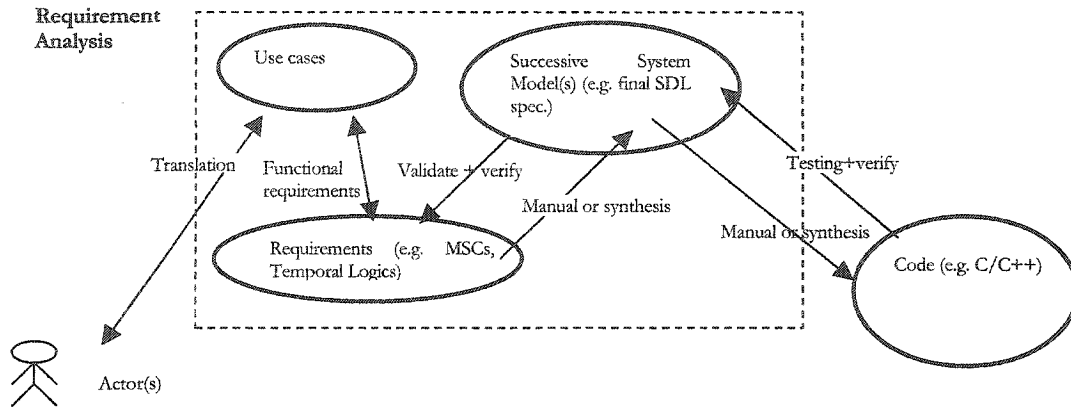 Requirement
Analysis
Use cases
Successive System
Model(s) (e.g. final SDL
spec.)
Translation
Functional
requirements
Validate + verify
Testing+verify
Manual or synthesis
Manual or synthesis
Requirements (e.g. MSCs,
Temporal Logics)
Code (e.g. C/C++)
Actor(s)